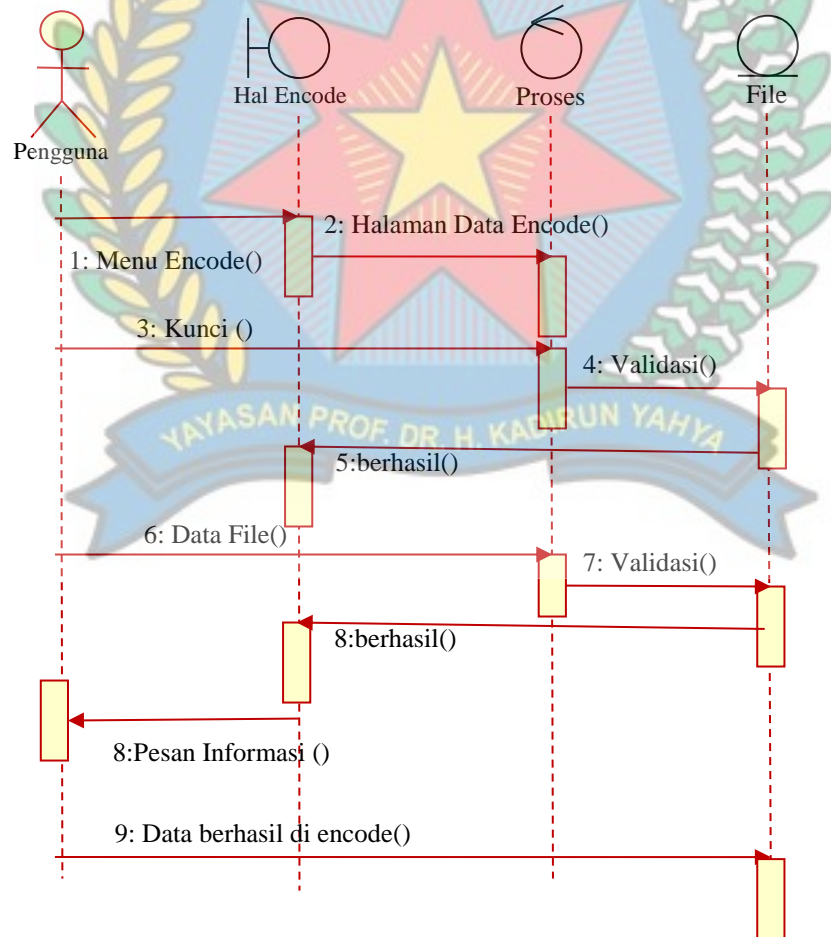 Hal Encode
Proses
File
Pengguna
2: Halaman Data Encode()
1: Menu Encode()
3: Kunci ()
4: Validasi()
YAYASAN PROF. DR. H. KADIRUN YAHYA
5:berhasil()
6: Data File()
7: Validasi()
8:berhasil()
8:Pesan Informasi ()
9: Data berhasil di encode()